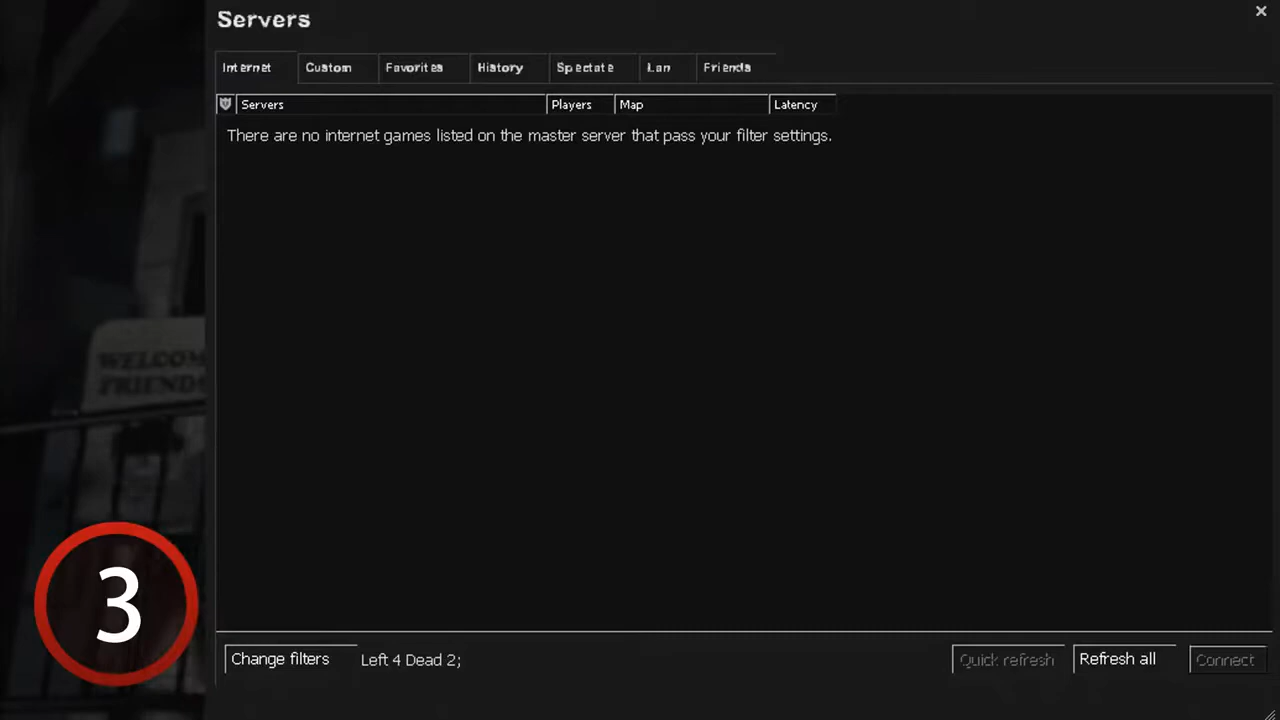 Servers
Internet Custom Favorites History Spectate Lan Friends
Servers Players Map Latency
There are no internet games listed on the master server that pass your filter settings.
WELCOM
FRIENDS
3
Change filters Left 4 Dead 2; Quick refresh Refresh all Connect